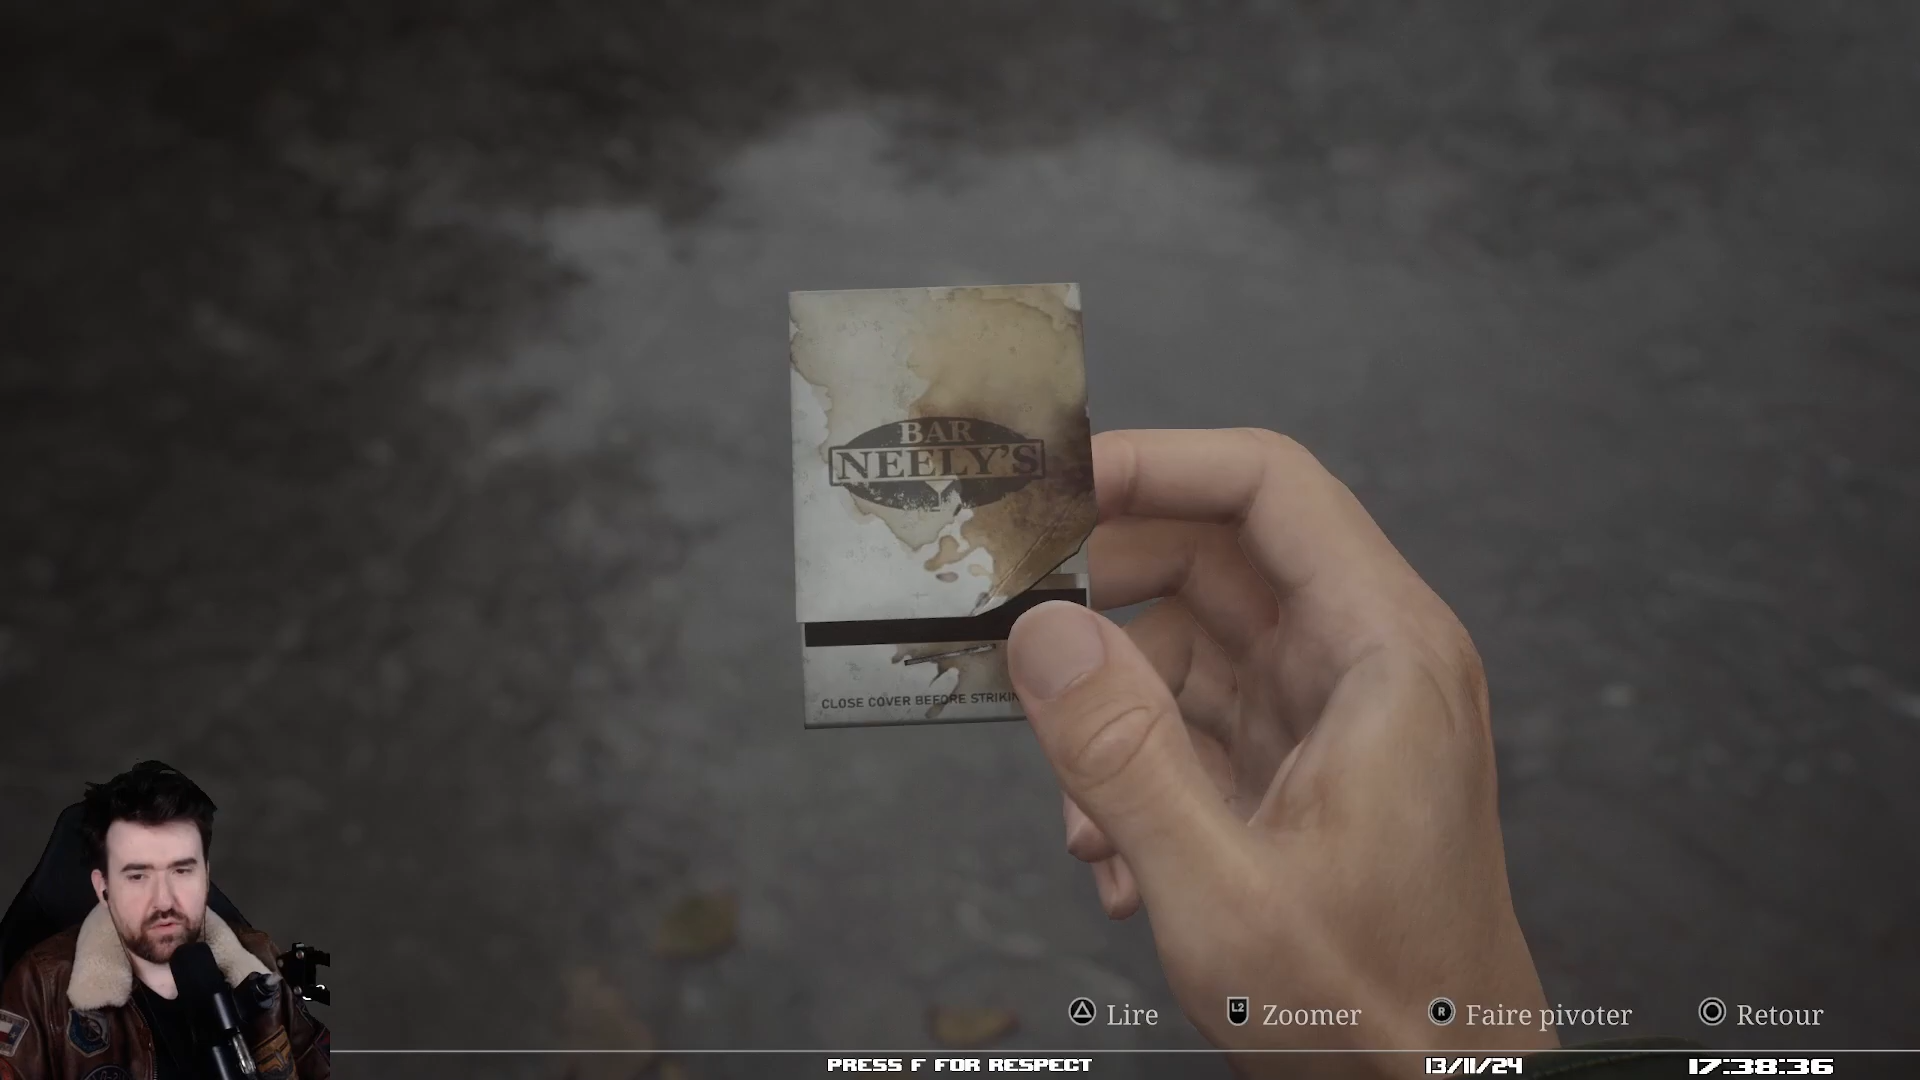 BAR
NEELY'S
CLOSE COVER BEFORE
L2
Lire
Zoomer
R
Faire pivoter
Retour
PRESS F FOR RESPECT
13/11/24
17:38:36